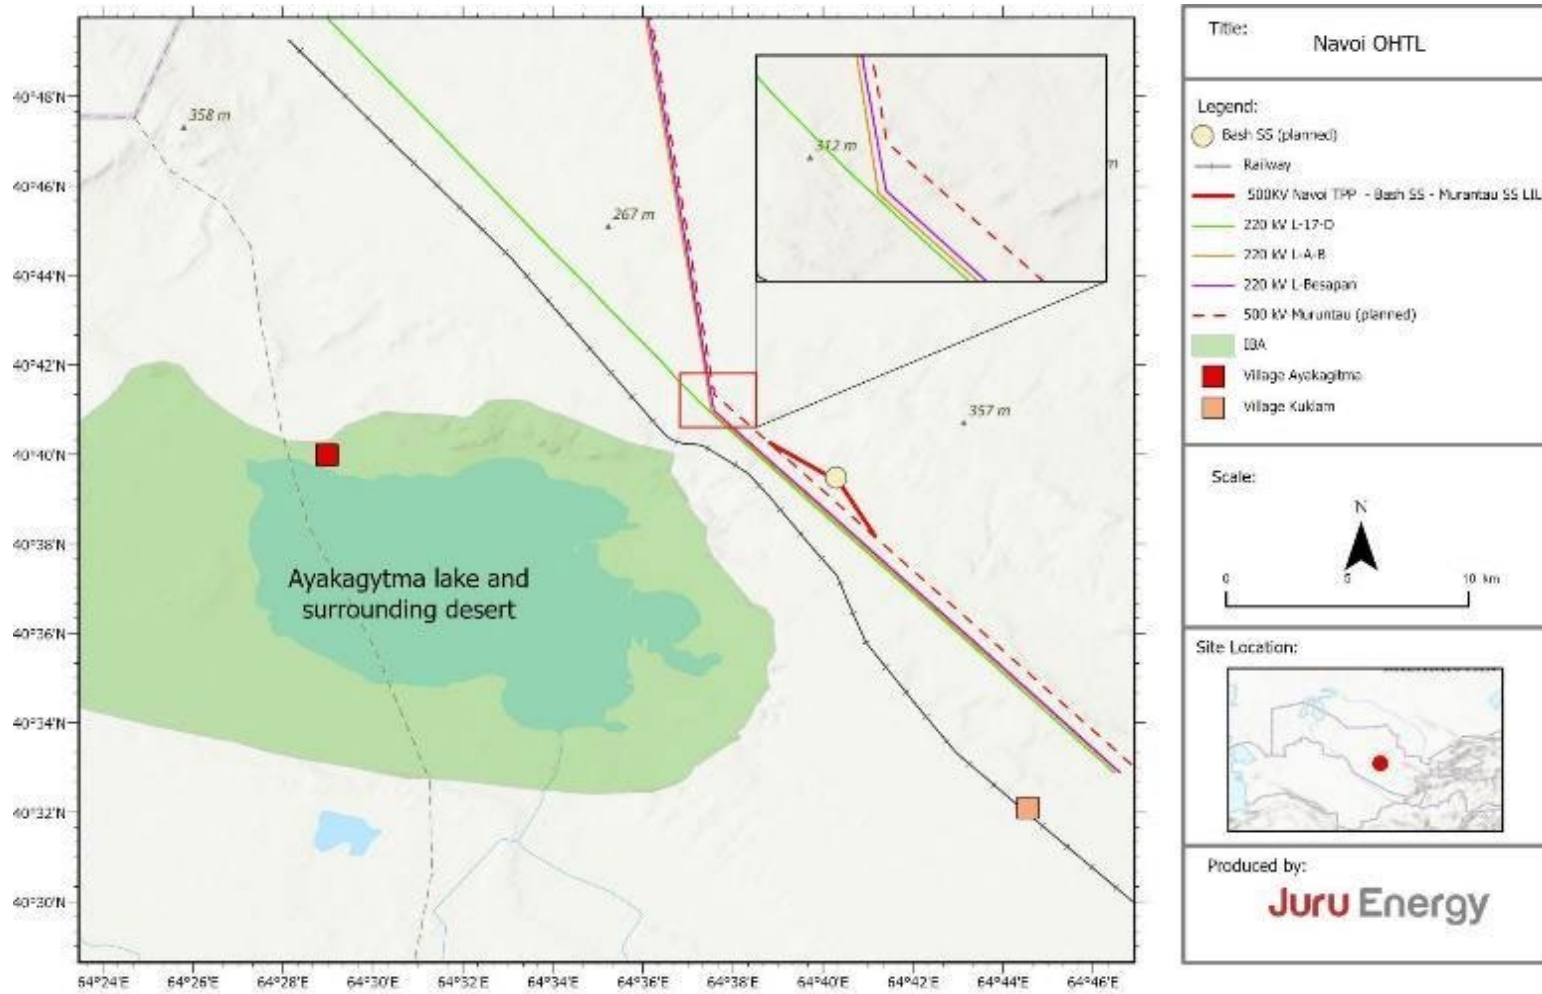 40°48'N
40°46'N
40°44'N
40°42'N
40°40'N
40°38'N
40°36'N
40°34'N
40°32'N
40°30'N
358 m
267 m
312 m
m
357 m
Ayakagytma lake and
surrounding desert
64°24'E 64°26'E 64°28'E 64°30'E 64°32'E 64°34'E 64°36'E 64°38'E 64°40'E 64°42'E 64°44'E 64°46'E
Title:
Navoi OHTL
Legend:
Bash SS (planned)
Railway
500KV Navoi TPP - Bash SS - Murantau SS LIL
220 kV L-17-D
220 kV L-A-B
220 kV L-Besapan
500 kV Muruntau (planned)
IBA
Village Ayakagitma
Village Kuklam
Scale:
N
0 5 10 km
Site Location:
Produced by:
Juru Energy